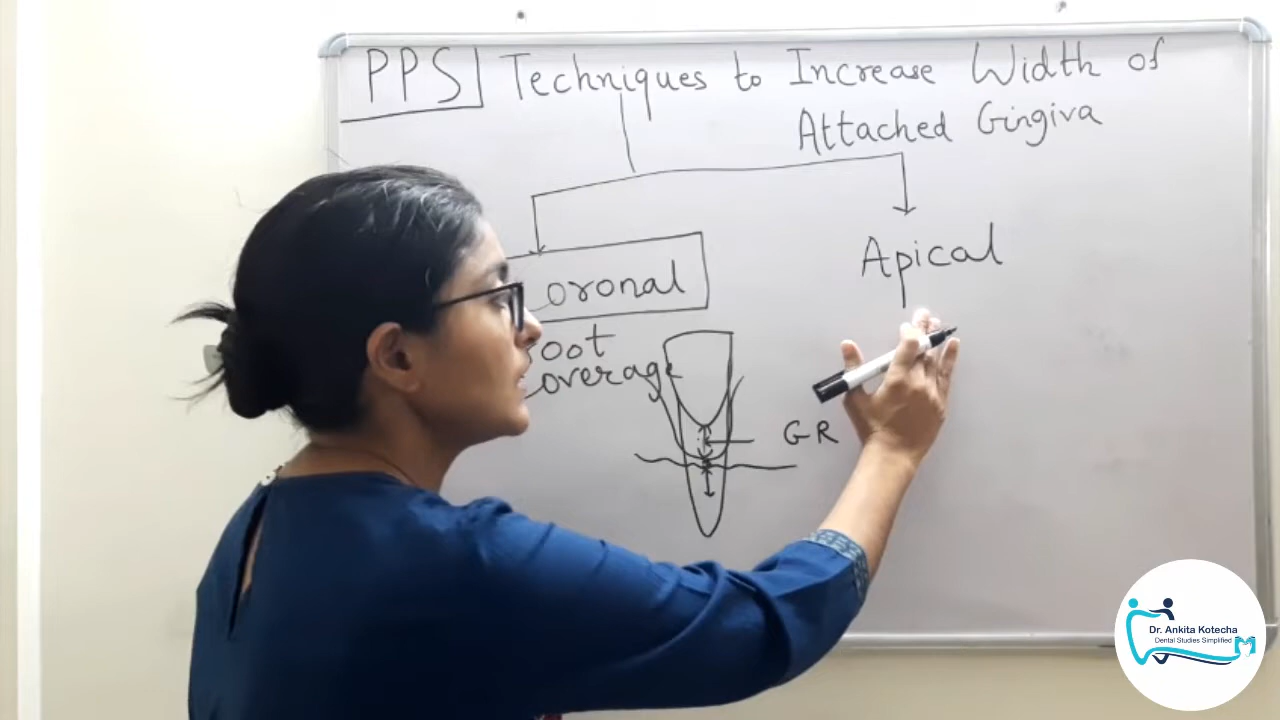 PPS Techniques to Increase Width of
Attached Gingiva
oronal
Apical
oot
overage
GR
Dr. Ankita Kotecha
Dental Studies Simplified